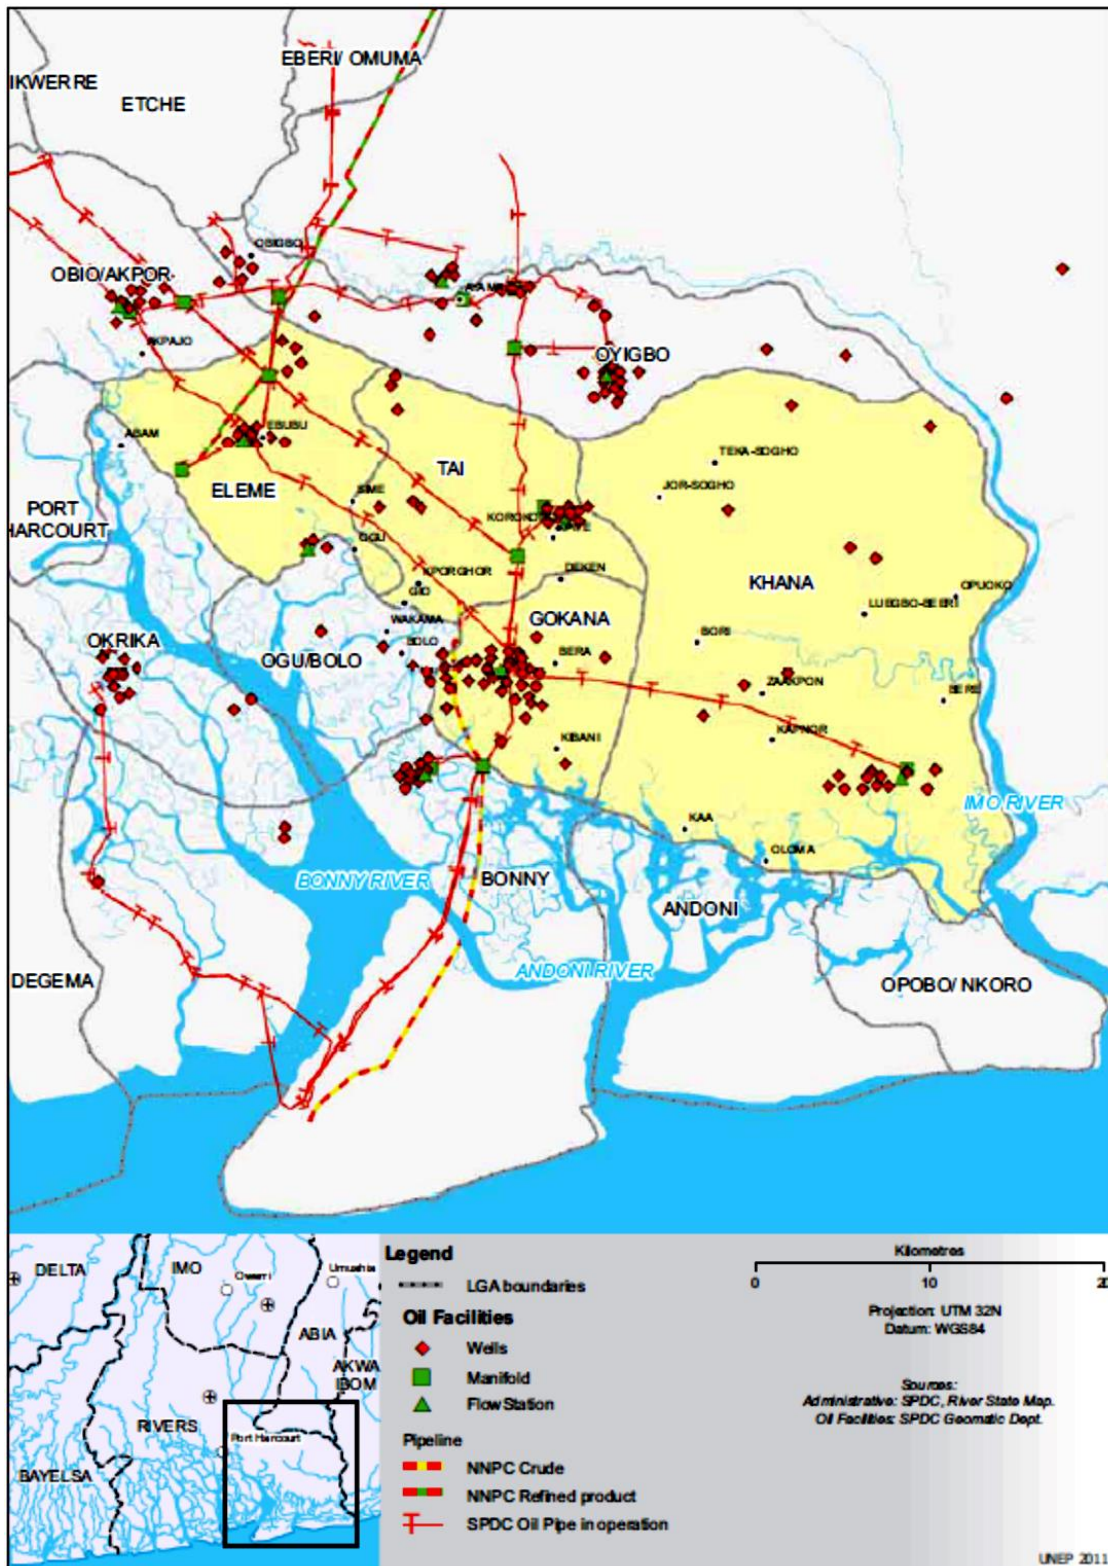 EBERI/ OMUMA
IKWERRE
ETCHE
OBIGBO
OBIO/AKPOR
AKPAJO
OYIGBO
EBUBU
TAI
TEKA-SOGHO
JOR-SOGHO
ELEME
SIME
PORT
HARCOURT
OGU
DEKEN
KPORGHOR
KHANA
OPUOKO
GIO
LUEGBO-BEERI
GOKANA
WAKAMA
OKRIKA
BOLO
BORI
OGU/BOLO
BERA
ZAAKPON
BERE
KAPNOR
KIBANI
IMO RIVER
KAA
OLOMA
BONNY RIVER
BONNY
ANDONI
ANDONI RIVER
DEGEMA
OPOBO/ NKORO
DELTA
IMO
Owerri
Umuahia
ABIA
AKWA
IBOM
RIVERS
Port Harcourt
BAYELSA
Legend
LGA boundaries
Oil Facilities
Wells
Manifold
FlowStation
Pipeline
NNPC Crude
NNPC Refined product
SPDC Oil Pipe in operation
Kilometres
0 10
Projection: UTM 32N
Datum: WGS84
Sources:
Administrative: SPDC, River State Map.
Oil Facilities: SPDC Geomatic Dept.
UNEP 2011